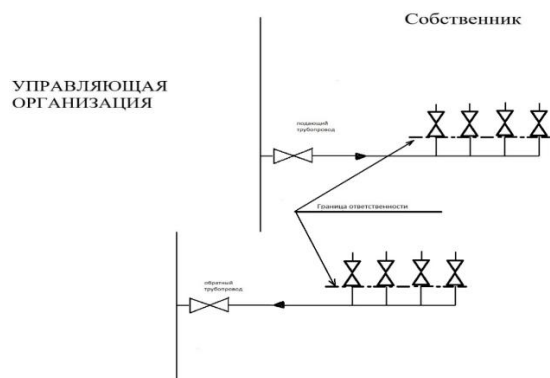 Собственник
УПРАВЛЯЮЩАЯ
ОРГАНИЗАЦИЯ
подающий
трубопровод
Граница ответственности
обратный
трубопровод